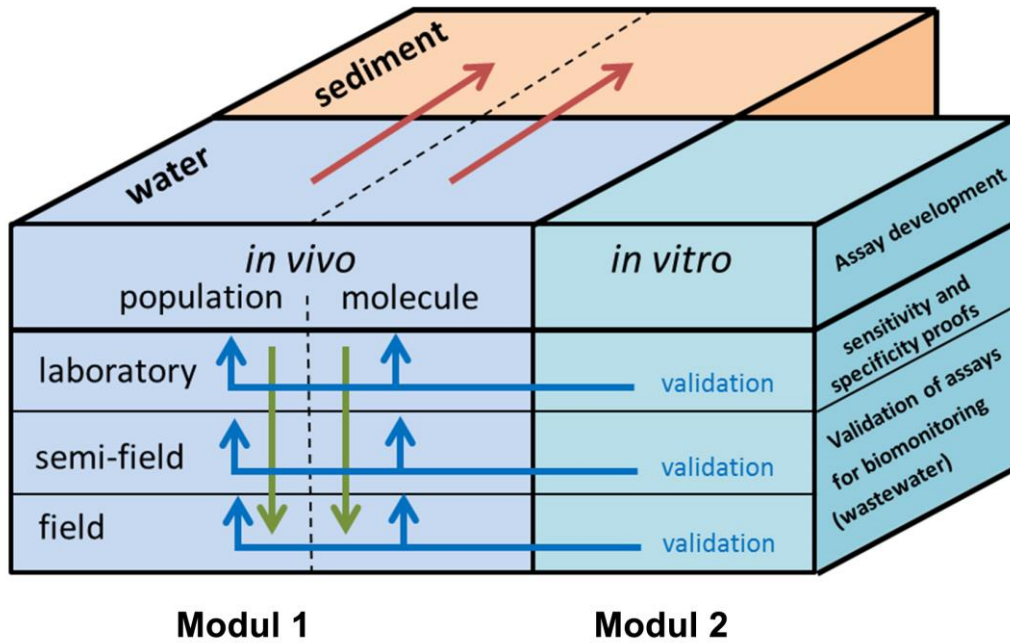 sediment
water
in vivo
in vitro
population
molecule
laboratory
validation
semi-field
validation
field
validation
Assay development
sensitivity and
specificity proofs
Validation of assays
for biomonitoring
(wastewater)
Modul 1
Modul 2